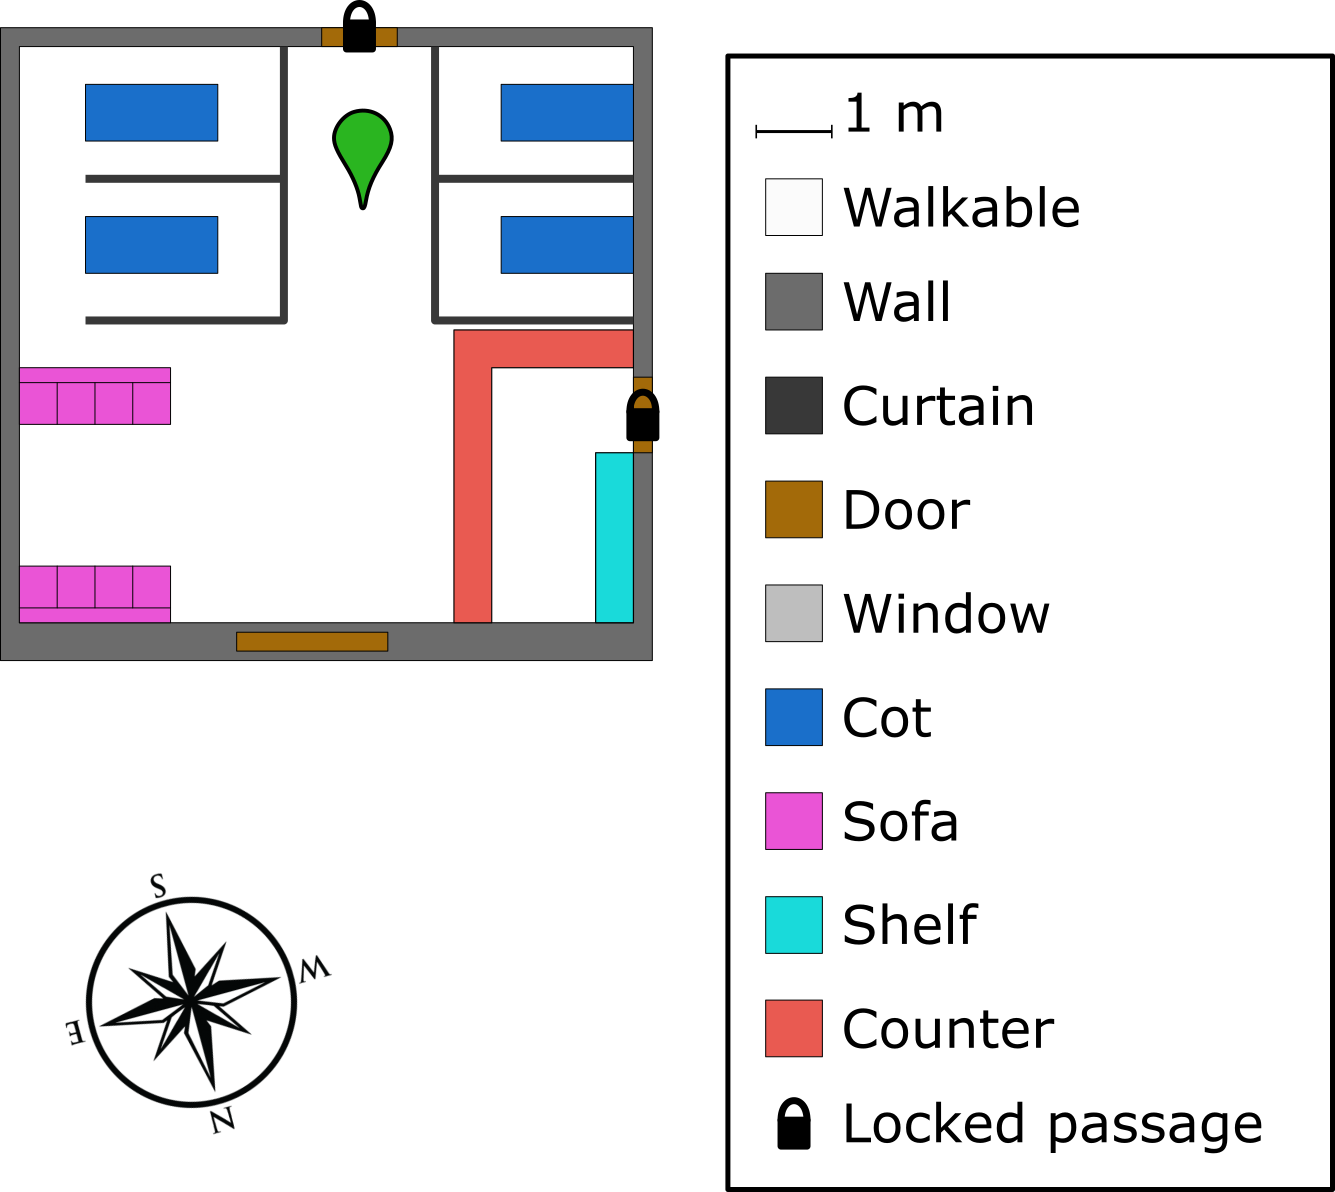 1 m
Walkable
Wall
Curtain
Door
Window
Cot
Sofa
Shelf
Counter
Locked passage
S
W
E
N